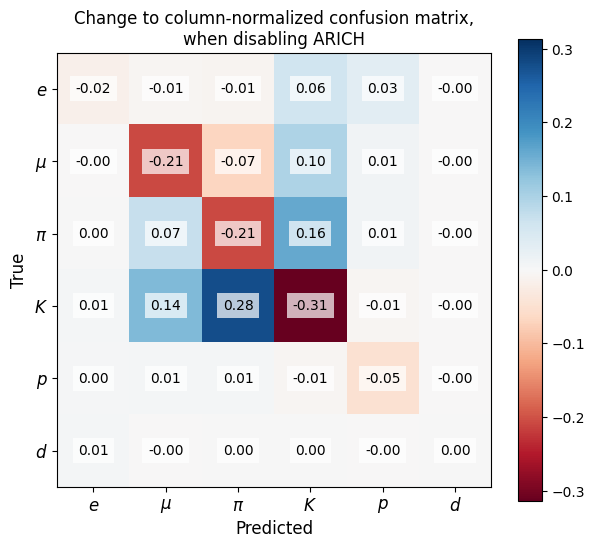 Change to column-normalized confusion matrix,
when disabling ARICH
e -0.02 -0.01 -0.01 0.06 0.03 -0.00
μ -0.00 -0.21 -0.07 0.10 0.01 -0.00
π 0.00 0.07 -0.21 0.16 0.01 -0.00
K 0.01 0.14 0.28 -0.31 -0.01 -0.00
p 0.00 0.01 0.01 -0.01 -0.05 -0.00
d 0.01 -0.00 0.00 0.00 -0.00 0.00
e μ π K p d
Predicted
True
0.3
0.2
0.1
0.0
−0.1
−0.2
−0.3